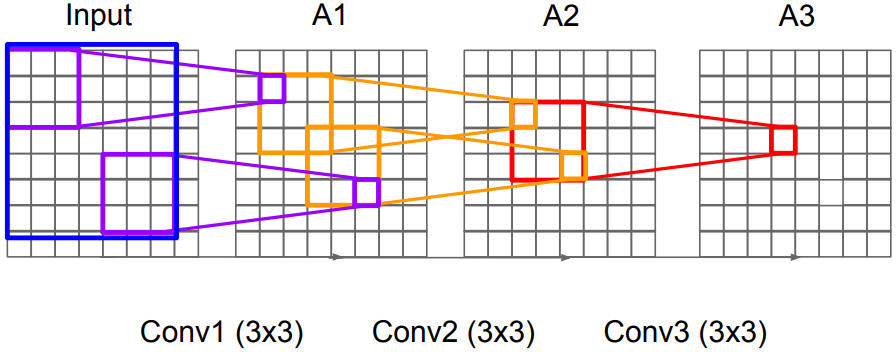 Input A1 A2 A3
Conv1 (3x3) Conv2 (3x3) Conv3 (3x3)